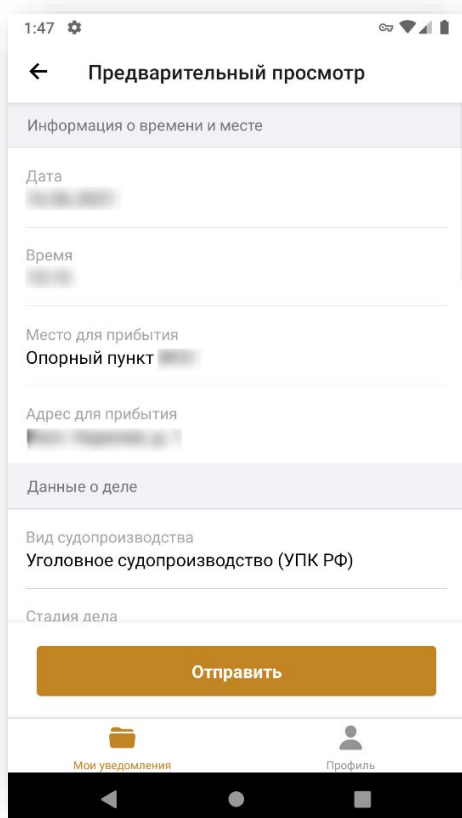 1:47
Предварительный просмотр
Информация о времени и месте
Дата
Время
Место для прибытия
Опорный пункт
Адрес для прибытия
Данные о деле
Вид судопроизводства
Уголовное судопроизводство (УПК РФ)
Стадия дела
Отправить
Мои уведомления
Профиль